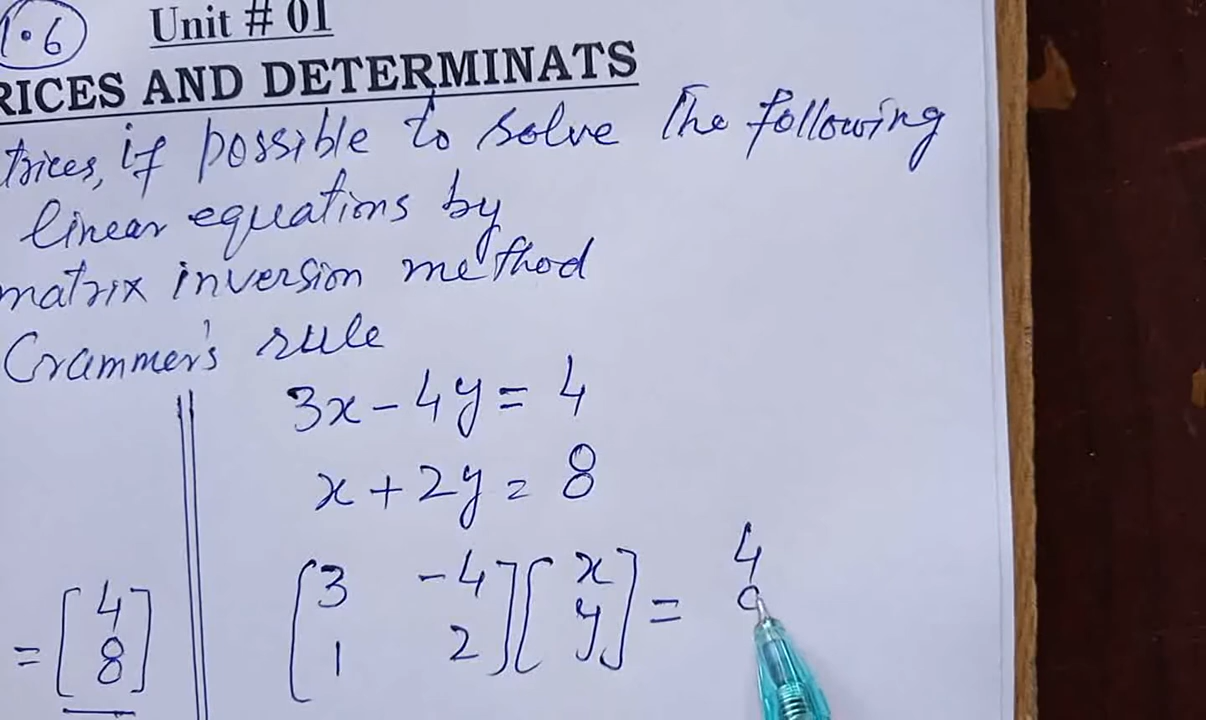 1.6 Unit # 01
RICES AND DETERMINATS
trices, if possible to solve the following
linear equations by
matrix inversion method
Crammer's rule
3x - 4y = 4
x + 2y = 8
= [4 8] [3 -4 1 2] [x y] = 4